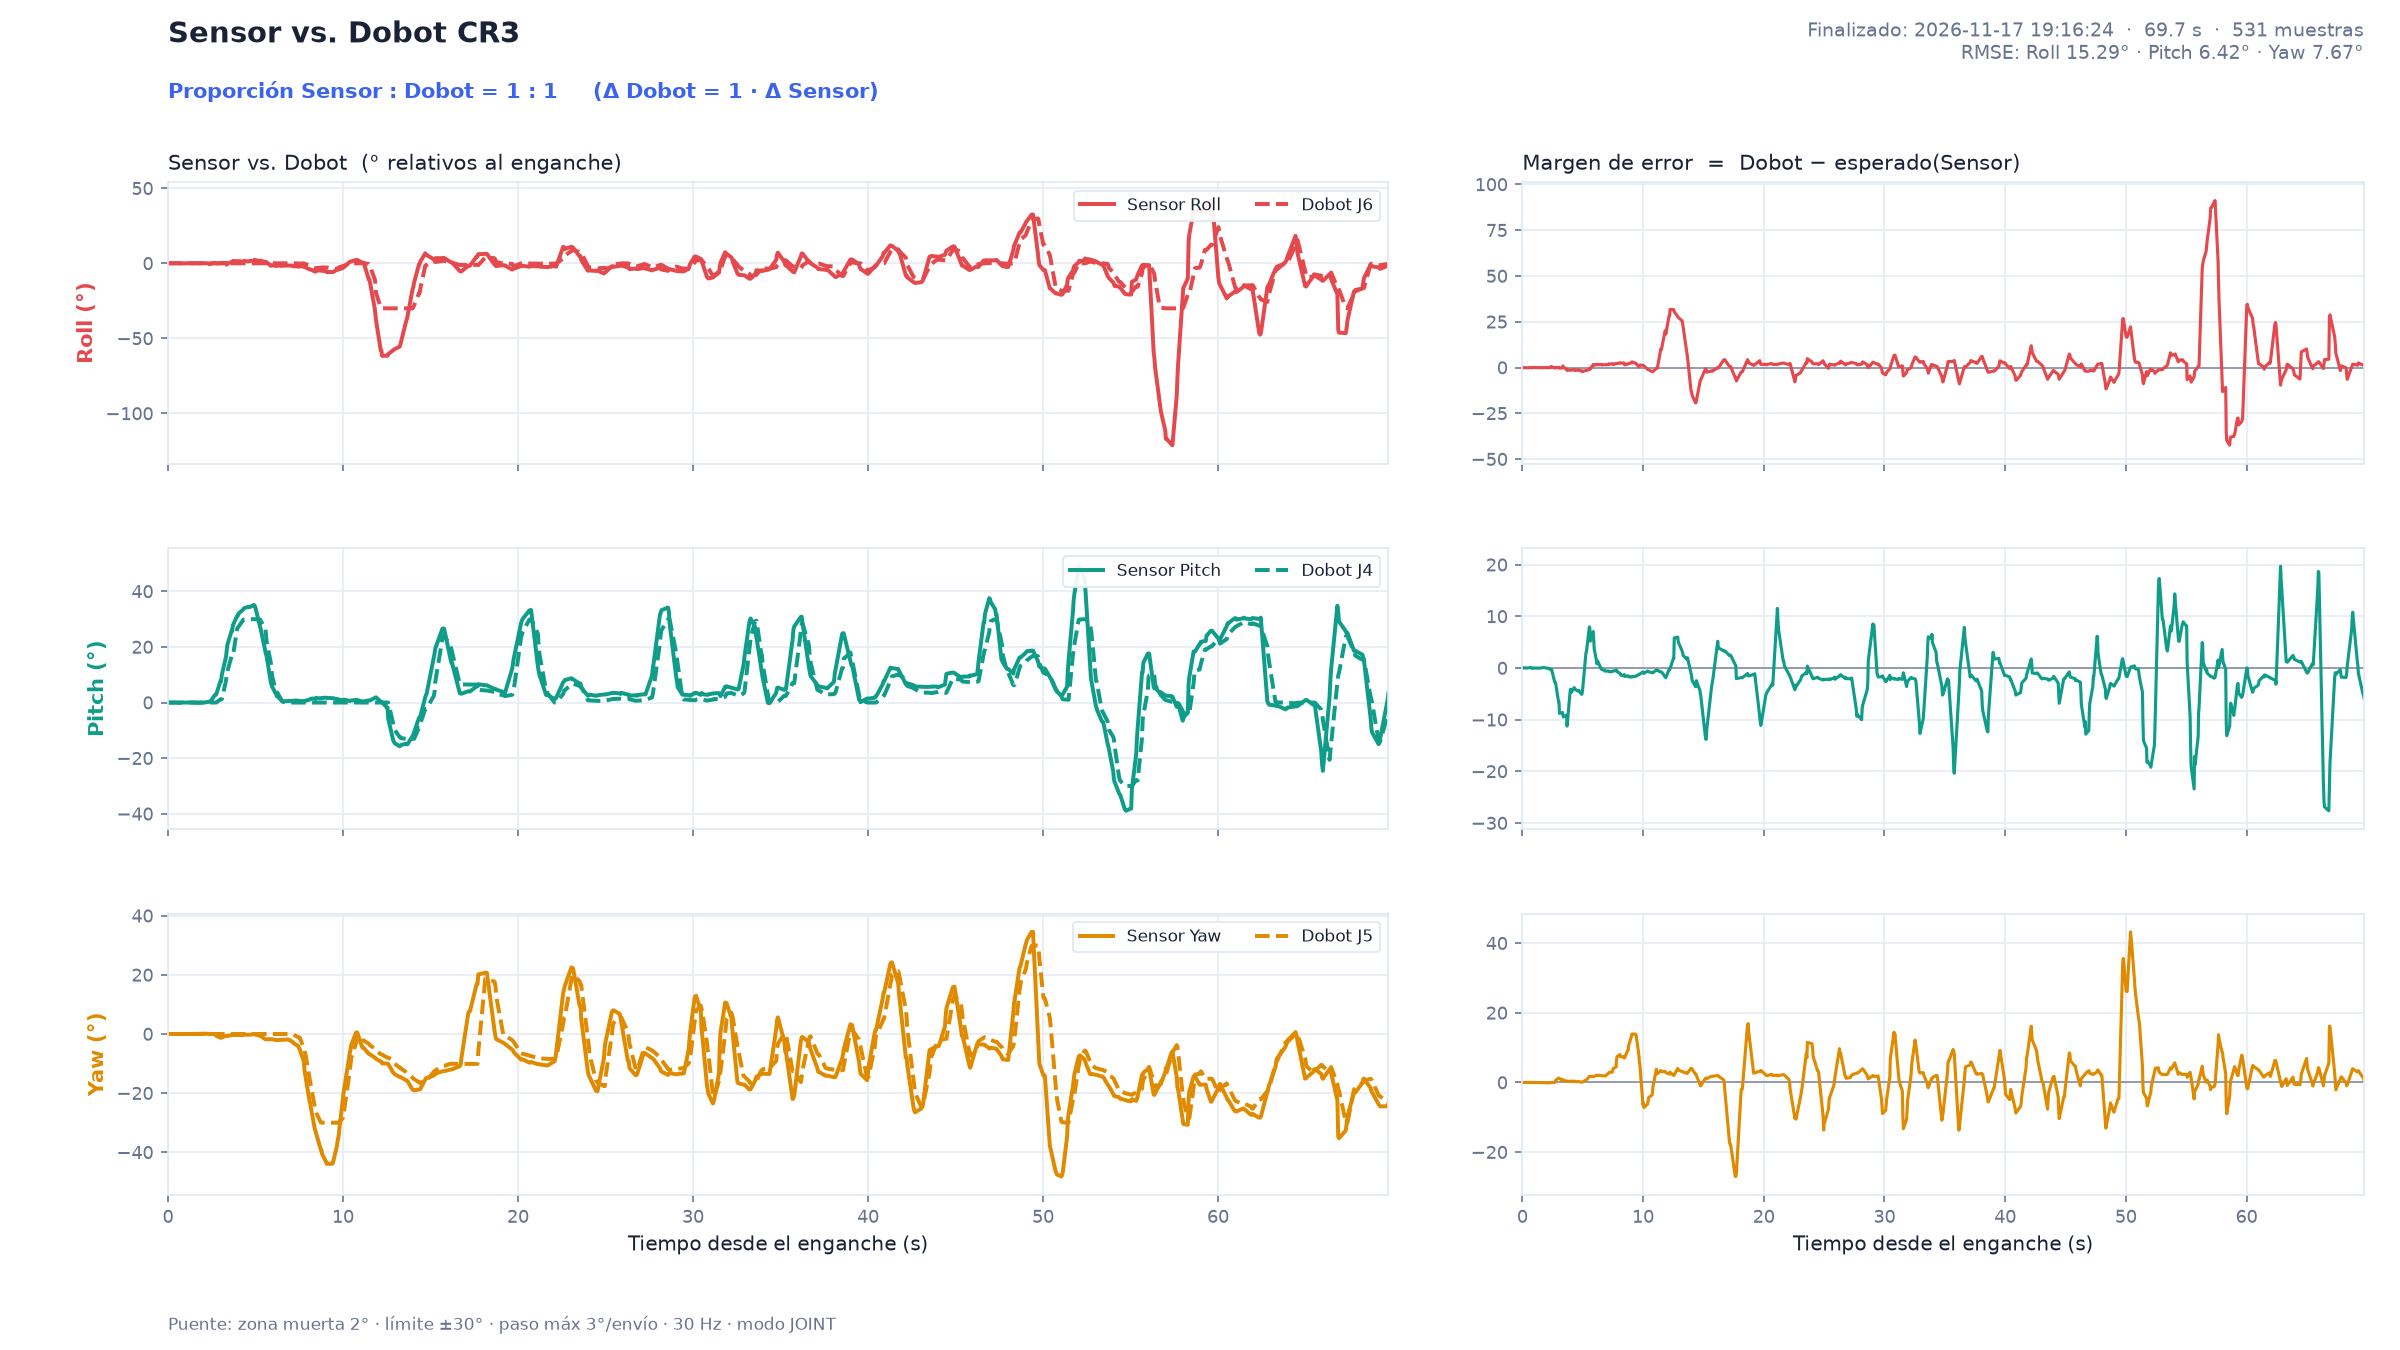 Sensor vs. Dobot CR3
Finalizado: 2026-11-17 19:16:24 · 69.7 s · 531 muestras
RMSE: Roll 15.29° · Pitch 6.42° · Yaw 7.67°
Proporción Sensor : Dobot = 1 : 1 (Δ Dobot = 1 · Δ Sensor)
Sensor vs. Dobot (° relativos al enganche)
50
0
−50
−100
Roll (°)
Sensor Roll
Dobot J6
Margen de error = Dobot − esperado(Sensor)
100
75
50
25
0
−25
−50
40
20
0
−20
−40
Pitch (°)
Sensor Pitch
Dobot J4
20
10
0
−10
−20
−30
40
20
0
−20
−40
Yaw (°)
Sensor Yaw
Dobot J5
0 10 20 30 40 50 60
Tiempo desde el enganche (s)
40
20
0
−20
0 10 20 30 40 50 60
Tiempo desde el enganche (s)
Puente: zona muerta 2° · límite ±30° · paso máx 3°/envío · 30 Hz · modo JOINT